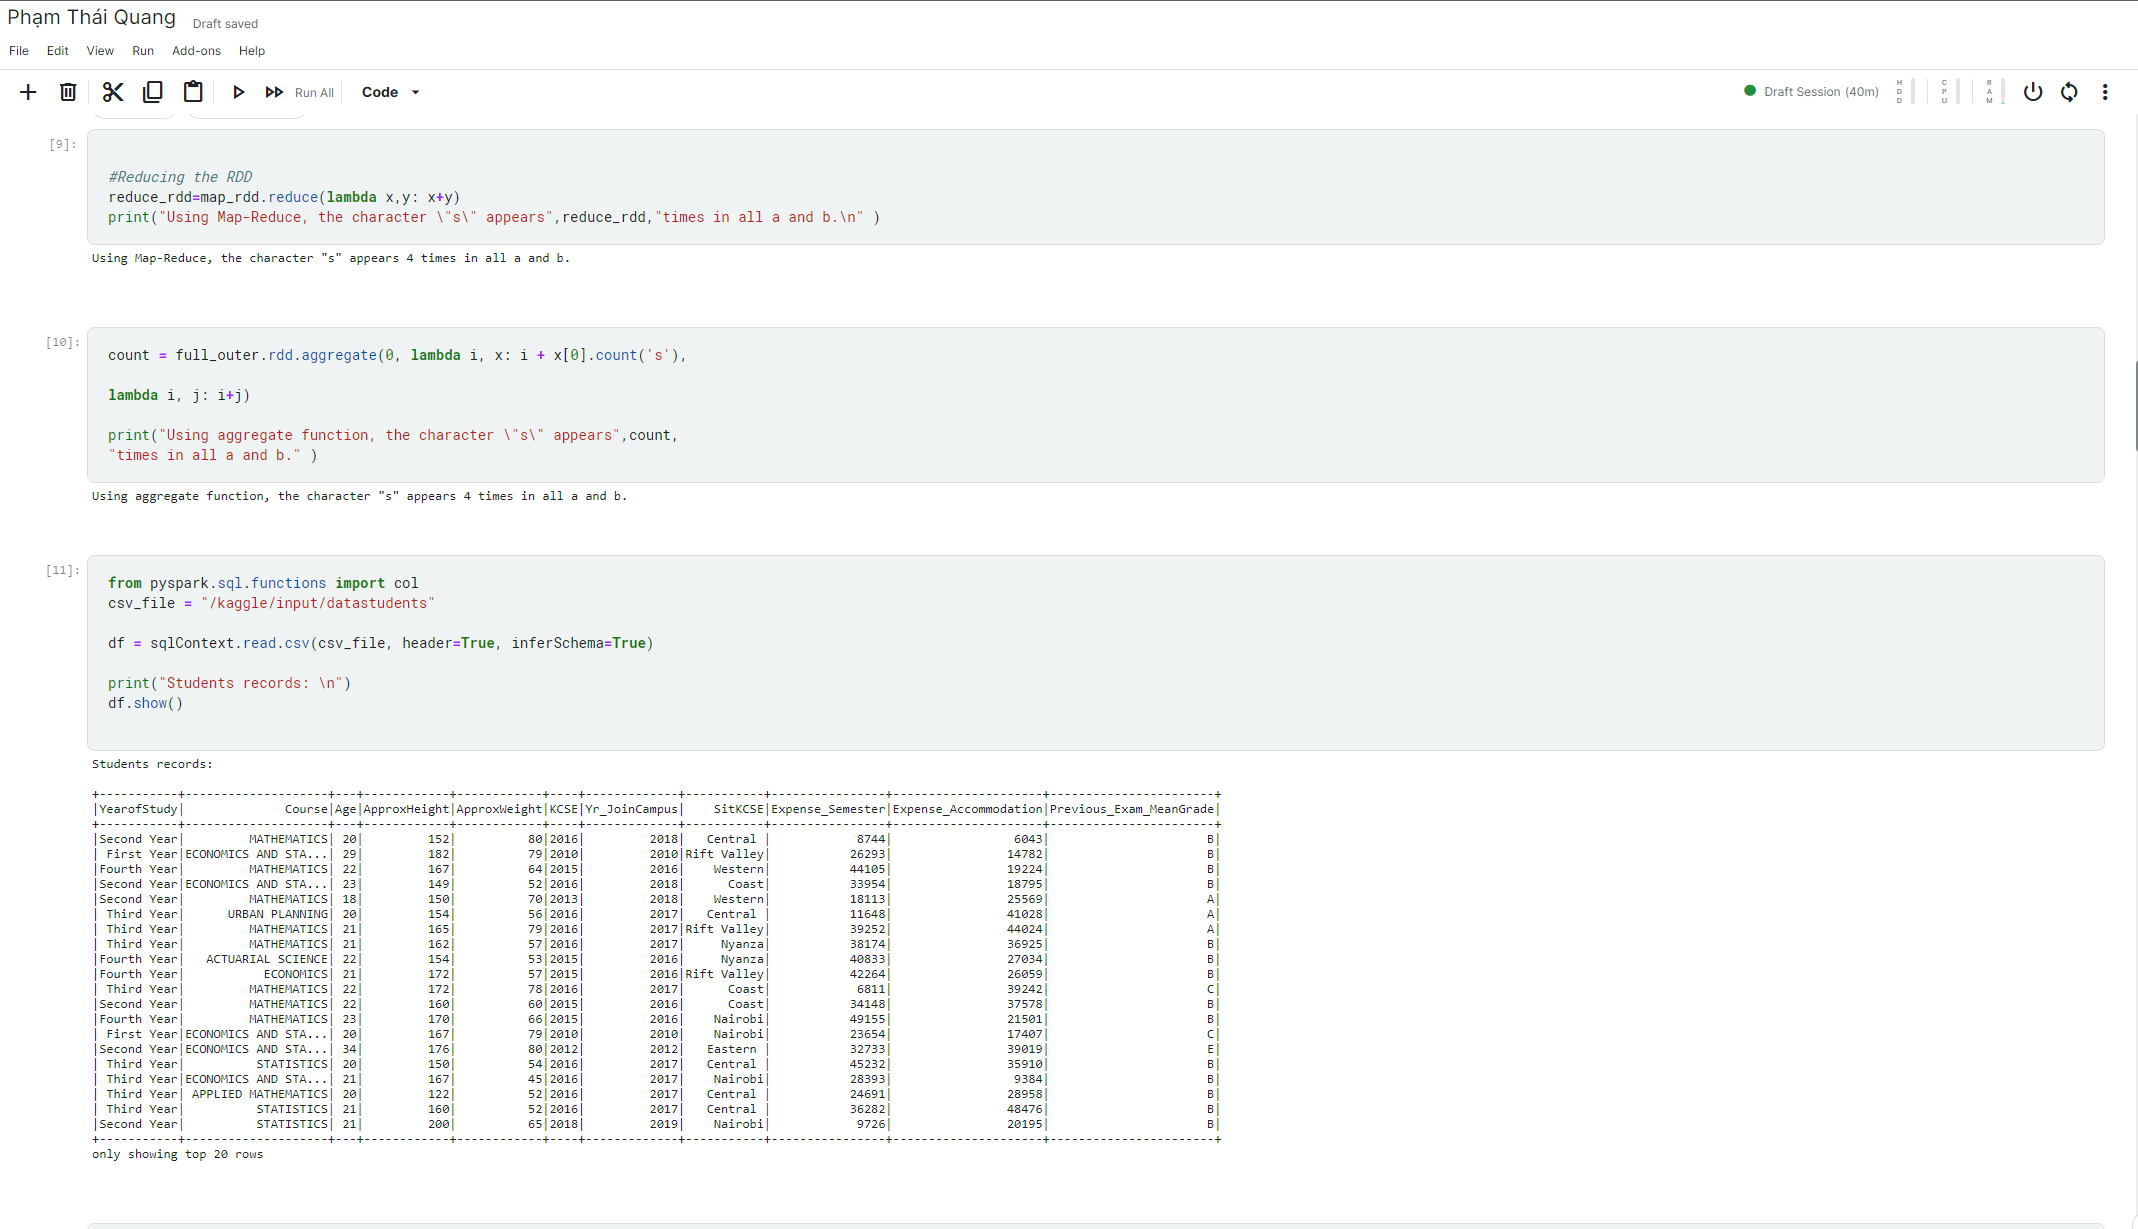 Phạm Thái Quang Draft saved
File Edit View Run Add-ons Help
Run All Code Draft Session (40m) HDD CPU RAM
[9]:
#Reducing the RDD
reduce_rdd=map_rdd.reduce(lambda x,y: x+y)
print("Using Map-Reduce, the character \"s\" appears",reduce_rdd,"times in all a and b.\n" )
Using Map-Reduce, the character "s" appears 4 times in all a and b.
[10]:
count = full_outer.rdd.aggregate(0, lambda i, x: i + x[0].count('s'),
lambda i, j: i+j)
print("Using aggregate function, the character \"s\" appears",count,
"times in all a and b." )
Using aggregate function, the character "s" appears 4 times in all a and b.
[11]:
from pyspark.sql.functions import col
csv_file = "/kaggle/input/datastudents"
df = sqlContext.read.csv(csv_file, header=True, inferSchema=True)
print("Students records: \n")
df.show()
Students records:
+-----------+--------------------+---+------------+------------+----+-------------+-----------+----------------+---------------------+-----------------------+
|YearofStudy|              Course|Age|ApproxHeight|ApproxWeight|KCSE|Yr_JoinCampus|    SitKCSE|Expense_Semester|Expense_Accommodation|Previous_Exam_MeanGrade|
+-----------+--------------------+---+------------+------------+----+-------------+-----------+----------------+---------------------+-----------------------+
|Second Year|         MATHEMATICS| 20|         152|          80|2016|         2018|   Central |            8744|                 6043|                      B|
| First Year|ECONOMICS AND STA...| 29|         182|          79|2010|         2010|Rift Valley|           26293|                14782|                      B|
|Fourth Year|         MATHEMATICS| 22|         167|          64|2015|         2016|    Western|           44105|                19224|                      B|
|Second Year|ECONOMICS AND STA...| 23|         149|          52|2016|         2018|      Coast|           33954|                18795|                      B|
|Second Year|         MATHEMATICS| 18|         150|          70|2013|         2018|    Western|           18113|                25569|                      A|
| Third Year|      URBAN PLANNING| 20|         154|          56|2016|         2017|   Central |           11648|                41028|                      A|
| Third Year|         MATHEMATICS| 21|         165|          79|2016|         2017|Rift Valley|           39252|                44024|                      A|
| Third Year|         MATHEMATICS| 21|         162|          57|2016|         2017|     Nyanza|           38174|                36925|                      B|
|Fourth Year|   ACTUARIAL SCIENCE| 22|         154|          53|2015|         2016|     Nyanza|           40833|                27034|                      B|
|Fourth Year|           ECONOMICS| 21|         172|          57|2015|         2016|Rift Valley|           42264|                26059|                      B|
| Third Year|         MATHEMATICS| 22|         172|          78|2016|         2017|      Coast|            6811|                39242|                      C|
|Second Year|         MATHEMATICS| 22|         160|          60|2015|         2016|      Coast|           34148|                37578|                      B|
|Fourth Year|         MATHEMATICS| 23|         170|          66|2015|         2016|    Nairobi|           49155|                21501|                      B|
| First Year|ECONOMICS AND STA...| 20|         167|          79|2010|         2010|    Nairobi|           23654|                17407|                      C|
|Second Year|ECONOMICS AND STA...| 34|         176|          80|2012|         2012|   Eastern |           32733|                39019|                      E|
| Third Year|          STATISTICS| 20|         150|          54|2016|         2017|   Central |           45232|                35910|                      B|
| Third Year|ECONOMICS AND STA...| 21|         167|          45|2016|         2017|    Nairobi|           28393|                 9384|                      B|
| Third Year| APPLIED MATHEMATICS| 20|         122|          52|2016|         2017|   Central |           24691|                28958|                      B|
| Third Year|          STATISTICS| 21|         160|          52|2016|         2017|   Central |           36282|                48476|                      B|
|Second Year|          STATISTICS| 21|         200|          65|2018|         2019|    Nairobi|            9726|                20195|                      B|
+-----------+--------------------+---+------------+------------+----+-------------+-----------+----------------+---------------------+-----------------------+
only showing top 20 rows